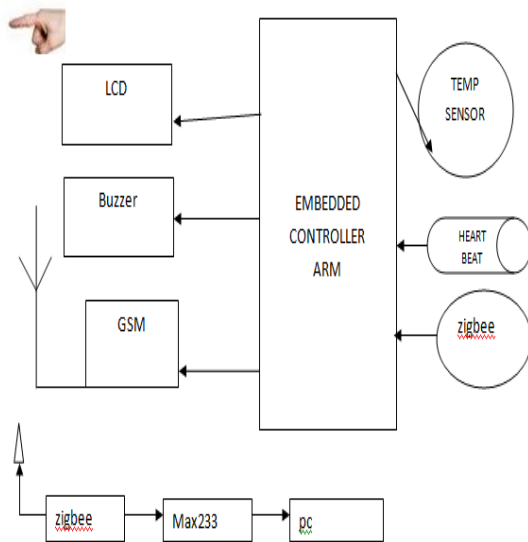 LCD
TEMP
SENSOR
Buzzer
EMBEDDED
CONTROLLER
ARM
HEART
BEAT
GSM
zigbee
zigbee
Max233
pc